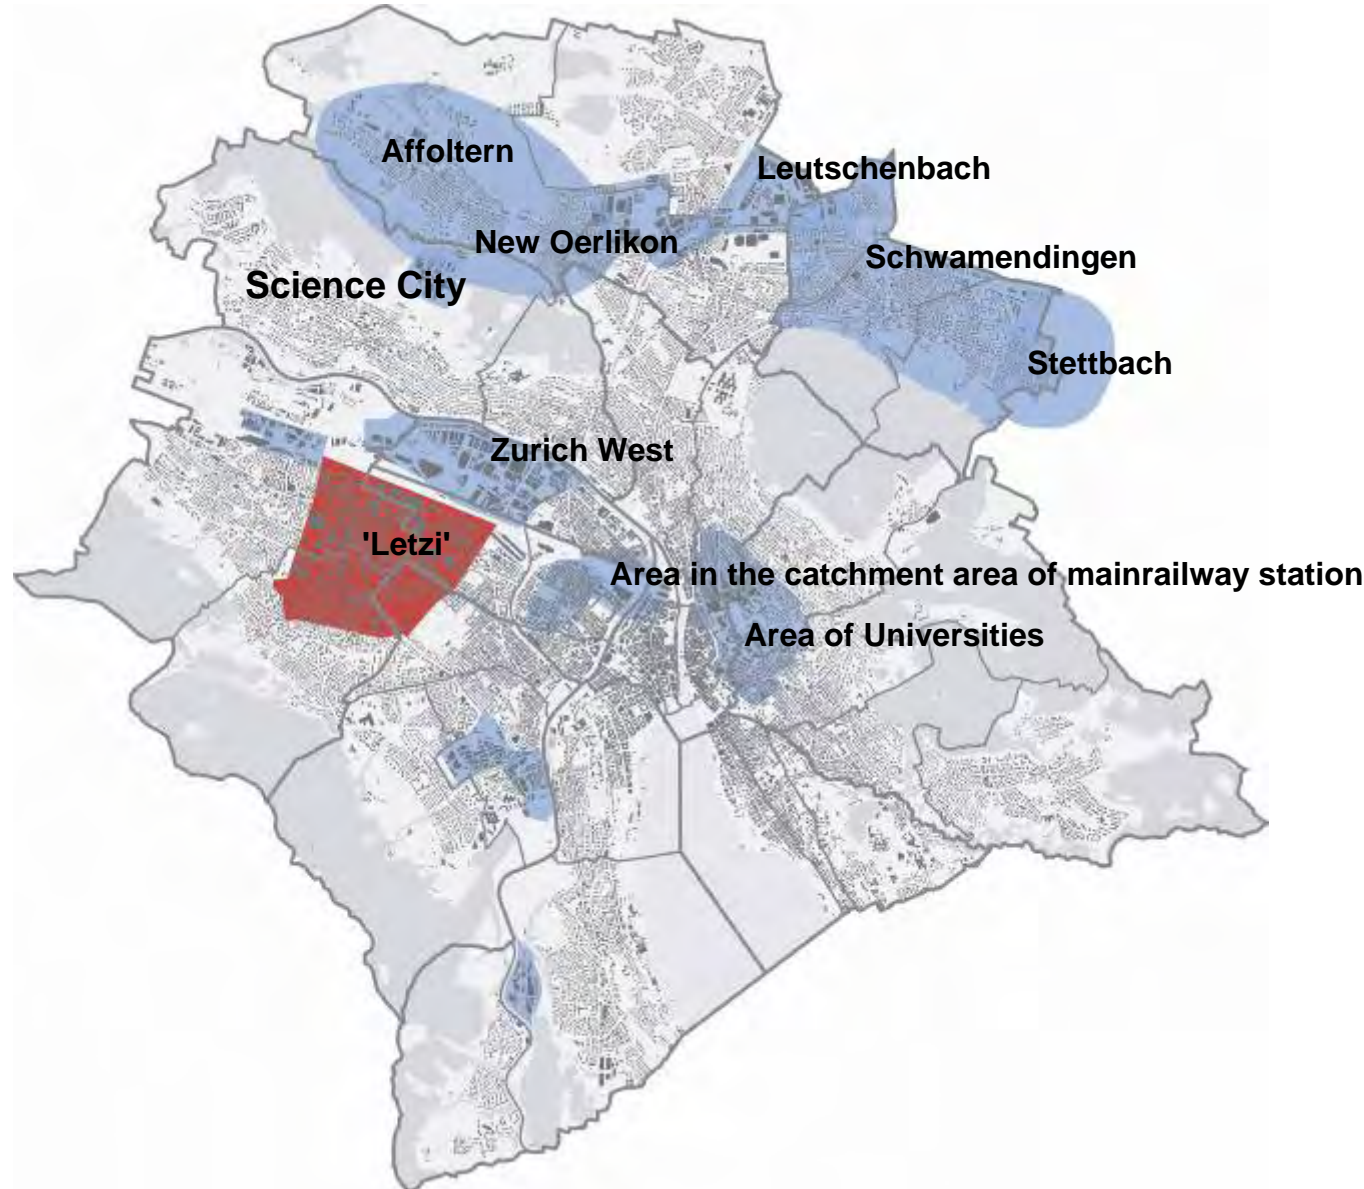 Affoltern
Leutschenbach
New Oerlikon
Schwamendingen
Science City
Stettbach
Zurich West
'Letzi'
Area in the catchment area of mainrailway station
Area of Universities